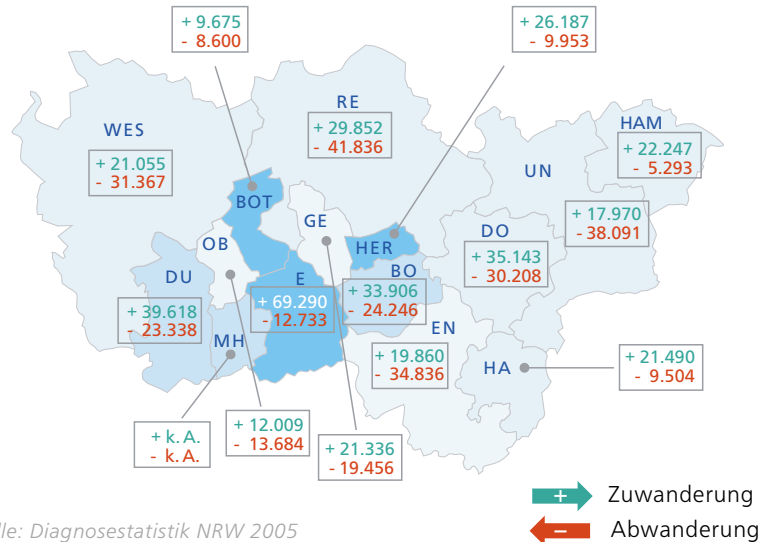 + 9.675
- 8.600
+ 26.187
- 9.953
RE
+ 29.852
- 41.836
WES
+ 21.055
- 31.367
HAM
+ 22.247
- 5.293
UN
+ 17.970
- 38.091
BOT
GE
OB
HER
DO
+ 35.143
- 30.208
BO
+ 33.906
- 24.246
DU
+ 39.618
- 23.338
E
+ 69.290
- 12.733
MH
EN
+ 19.860
- 34.836
HA
+ 21.490
- 9.504
+ k. A.
- k. A.
+ 12.009
- 13.684
+ 21.336
- 19.456
+ Zuwanderung
- Abwanderung
lle: Diagnosestatistik NRW 2005